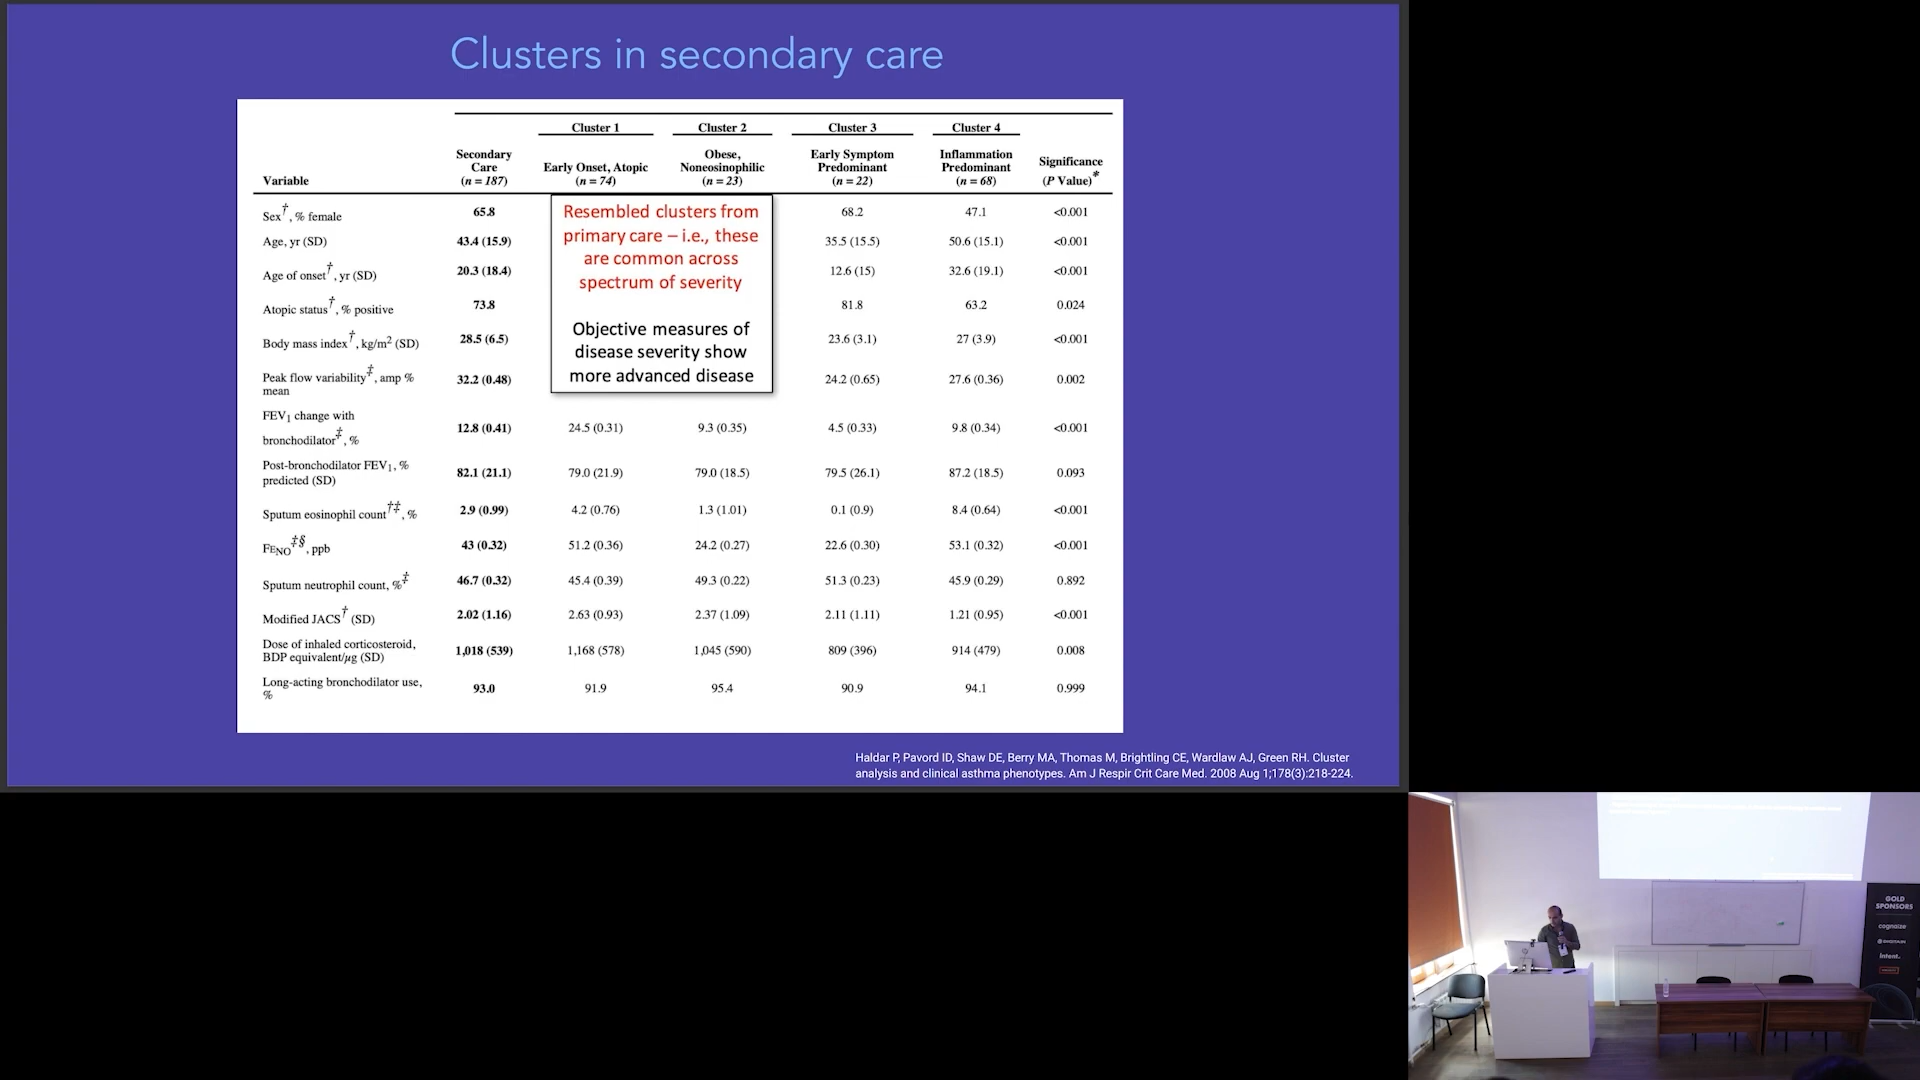 Clusters in secondary care
Cluster 1 Cluster 2 Cluster 3 Cluster 4
Variable
Secondary
Care
(n = 187)
Early Onset, Atopic
(n = 74)
Obese,
Noneosinophilic
(n = 23)
Early Symptom
Predominant
(n = 22)
Inflammation
Predominant
(n = 68)
Significance
(P Value)*
Sex†, % female 65.8 68.2 47.1 <0.001
Age, yr (SD) 43.4 (15.9) 35.5 (15.5) 50.6 (15.1) <0.001
Age of onset†, yr (SD) 20.3 (18.4) 12.6 (15) 32.6 (19.1) <0.001
Atopic status†, % positive 73.8 81.8 63.2 0.024
Body mass index†, kg/m² (SD) 28.5 (6.5) 23.6 (3.1) 27 (3.9) <0.001
Peak flow variability‡, amp %
mean 32.2 (0.48) 24.2 (0.65) 27.6 (0.36) 0.002
Resembled clusters from
primary care – i.e., these
are common across
spectrum of severity
Objective measures of
disease severity show
more advanced disease
FEV₁ change with
bronchodilator‡, % 12.8 (0.41) 24.5 (0.31) 9.3 (0.35) 4.5 (0.33) 9.8 (0.34) <0.001
Post-bronchodilator FEV₁, %
predicted (SD) 82.1 (21.1) 79.0 (21.9) 79.0 (18.5) 79.5 (26.1) 87.2 (18.5) 0.093
Sputum eosinophil count†‡, % 2.9 (0.99) 4.2 (0.76) 1.3 (1.01) 0.1 (0.9) 8.4 (0.64) <0.001
FENO‡§, ppb 43 (0.32) 51.2 (0.36) 24.2 (0.27) 22.6 (0.30) 53.1 (0.32) <0.001
Sputum neutrophil count, %‡ 46.7 (0.32) 45.4 (0.39) 49.3 (0.22) 51.3 (0.23) 45.9 (0.29) 0.892
Modified JACS† (SD) 2.02 (1.16) 2.63 (0.93) 2.37 (1.09) 2.11 (1.11) 1.21 (0.95) <0.001
Dose of inhaled corticosteroid,
BDP equivalent/µg (SD) 1,018 (539) 1,168 (578) 1,045 (590) 809 (396) 914 (479) 0.008
Long-acting bronchodilator use,
% 93.0 91.9 95.4 90.9 94.1 0.999
Haldar P, Pavord ID, Shaw DE, Berry MA, Thomas M, Brightling CE, Wardlaw AJ, Green RH. Cluster
analysis and clinical asthma phenotypes. Am J Respir Crit Care Med. 2008 Aug 1;178(3):218-224.
GOLD
SPONSORS
cognaize
intent.